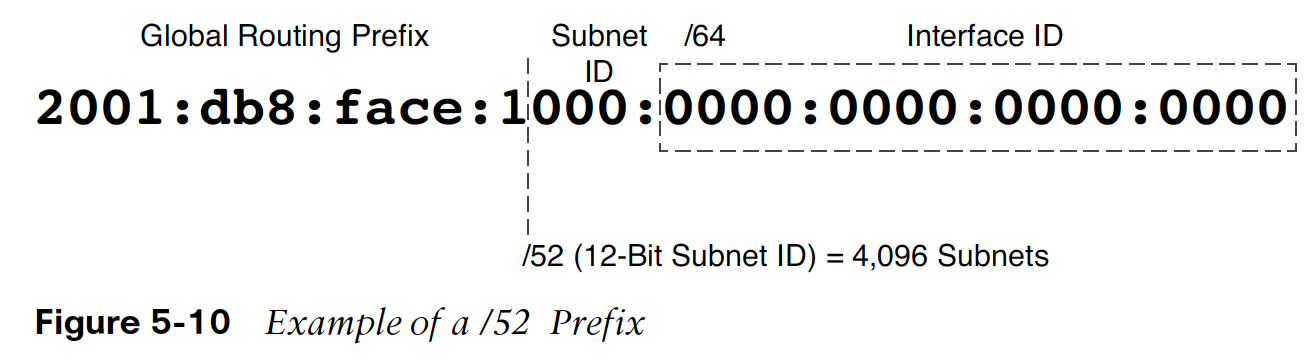 Global Routing Prefix Subnet /64 Interface ID
ID
2001:db8:face:1000:0000:0000:0000:0000
/52 (12-Bit Subnet ID) = 4,096 Subnets
Figure 5-10 Example of a /52 Prefix